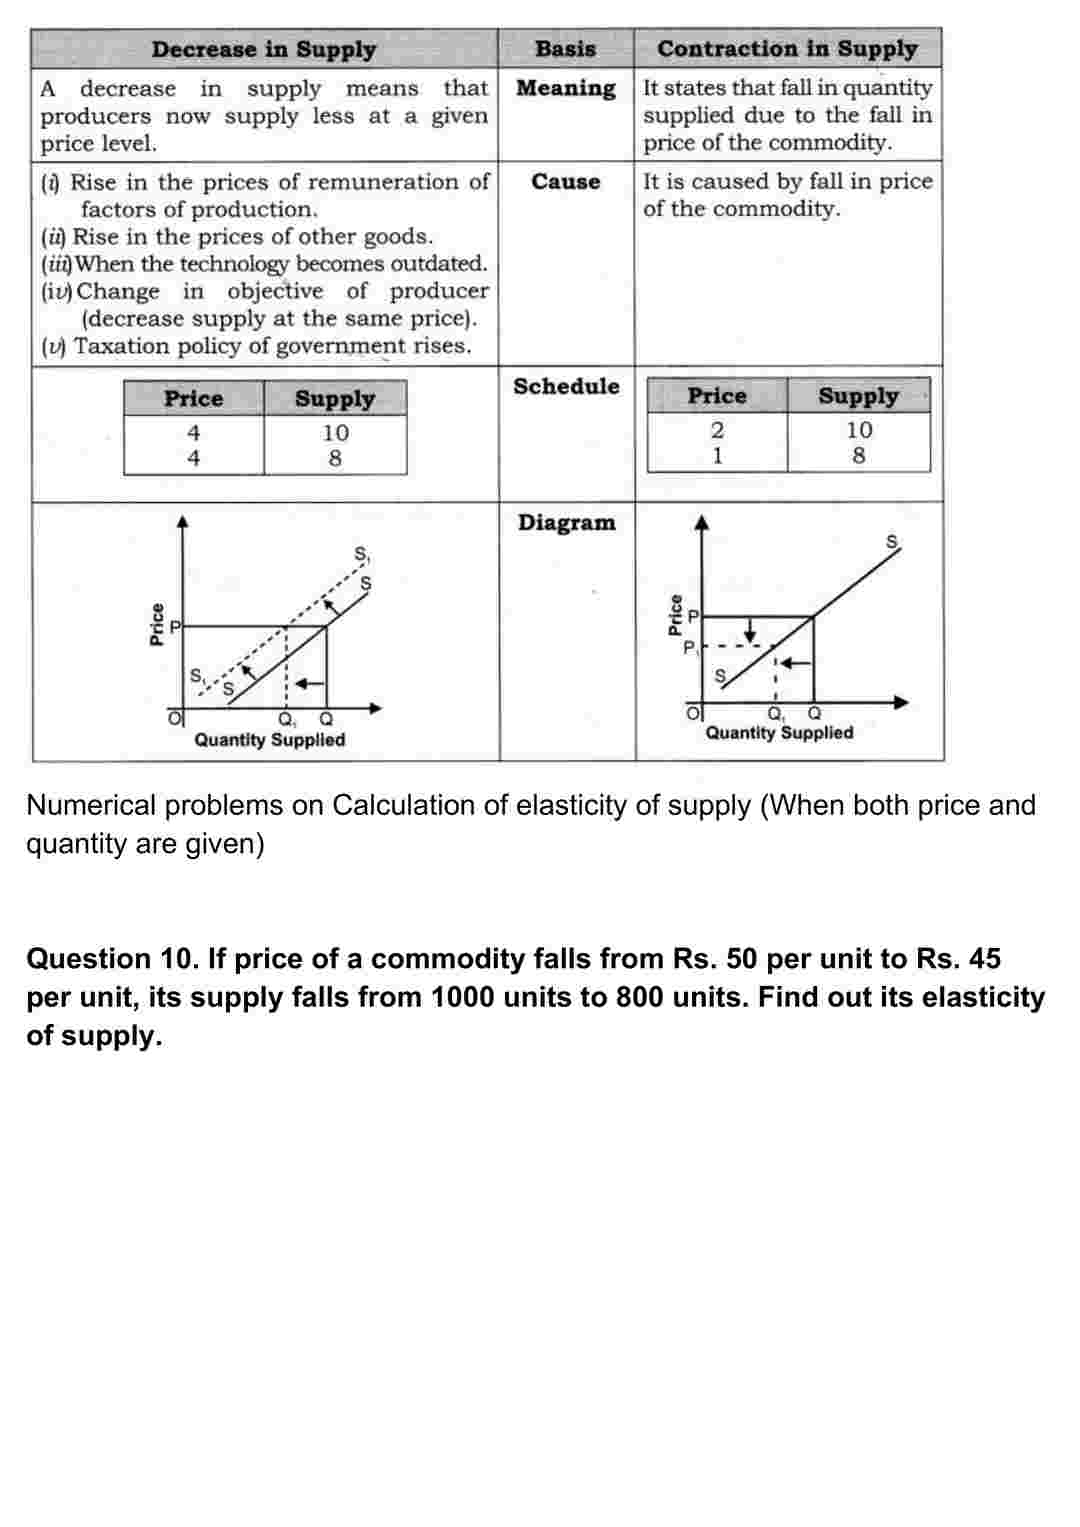 Decrease in Supply Basis Contraction in Supply
A decrease in supply means that
producers now supply less at a given
price level.
Meaning
It states that fall in quantity
supplied due to the fall in
price of the commodity.
(i) Rise in the prices of remuneration of
factors of production.
(ii) Rise in the prices of other goods.
(iii) When the technology becomes outdated.
(iv) Change in objective of producer
(decrease supply at the same price).
(v) Taxation policy of government rises.
Cause
It is caused by fall in price
of the commodity.
Price Supply
4 10
4 8
Schedule
Price Supply
2 10
1 8
S₁
S
Price
P
S₁
S
O Q₁ Q
Quantity Supplied
Diagram
S
Price
P
P₁
S
O Q₁ Q
Quantity Supplied
Numerical problems on Calculation of elasticity of supply (When both price and
quantity are given)
Question 10. If price of a commodity falls from Rs. 50 per unit to Rs. 45
per unit, its supply falls from 1000 units to 800 units. Find out its elasticity
of supply.